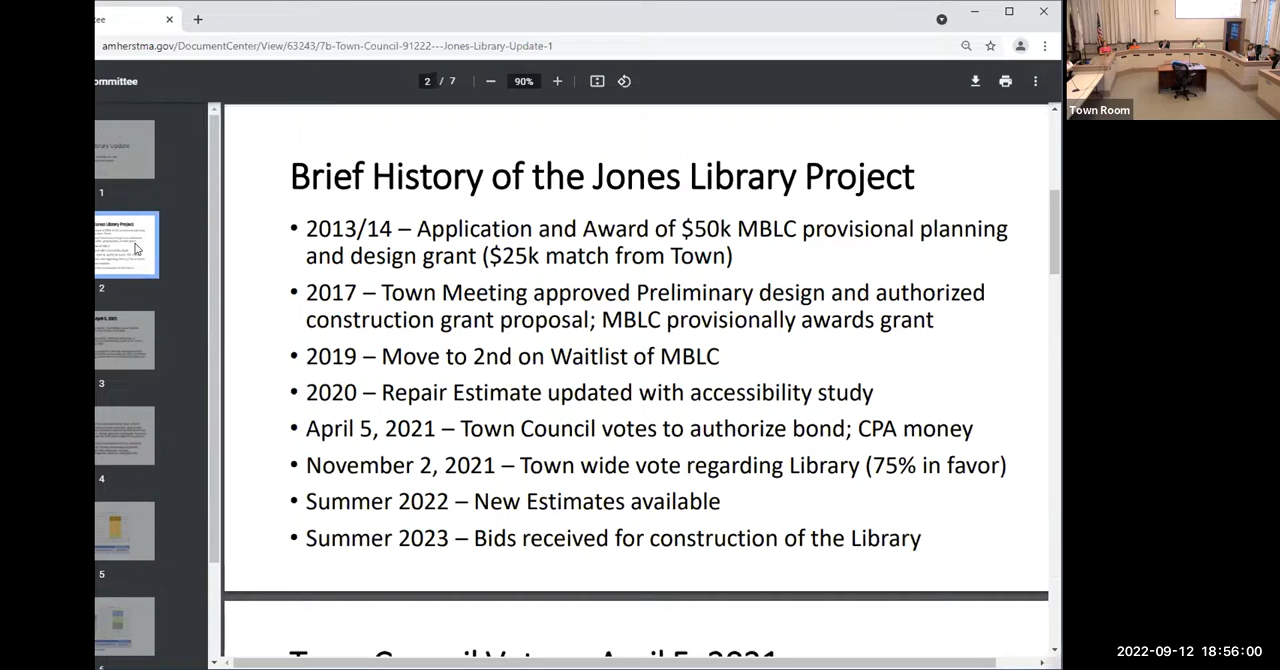 ee
amherstma.gov/DocumentCenter/View/63243/7b-Town-Council-91222---Jones-Library-Update-1
ommittee
2 / 7
90%
Town Room
1
2
3
4
5
Brief History of the Jones Library Project
• 2013/14 – Application and Award of $50k MBLC provisional planning
and design grant ($25k match from Town)
• 2017 – Town Meeting approved Preliminary design and authorized
construction grant proposal; MBLC provisionally awards grant
• 2019 – Move to 2nd on Waitlist of MBLC
• 2020 – Repair Estimate updated with accessibility study
• April 5, 2021 – Town Council votes to authorize bond; CPA money
• November 2, 2021 – Town wide vote regarding Library (75% in favor)
• Summer 2022 – New Estimates available
• Summer 2023 – Bids received for construction of the Library
2022-09-12 18:56:00